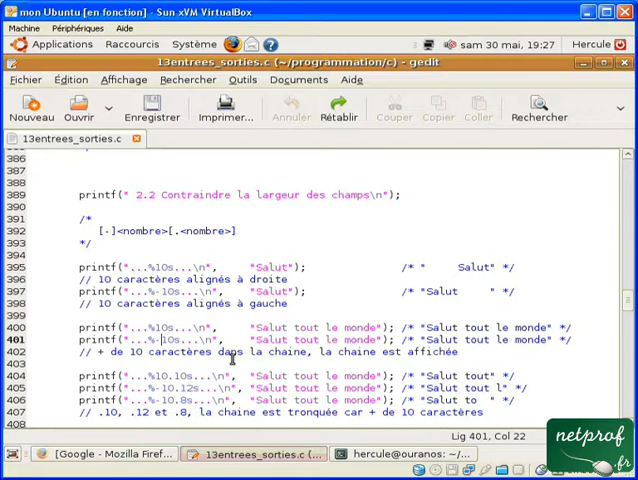 mon Ubuntu [en fonction] - Sun xVM VirtualBox
Machine Périphériques Aide
Applications Raccourcis Système sam 30 mai, 19:27 Hercule
13entrees_sorties.c (~/programmation/c) - gedit
Fichier Édition Affichage Rechercher Outils Documents Aide
Nouveau Ouvrir Enregistrer Imprimer... Annuler Rétablir Couper Copier Coller Rechercher
13entrees_sorties.c
386 */
387
388
389 printf(" 2.2 Contraindre la largeur des champs\n");
390
391 /*
392 [-]<nombre>[.<nombre>]
393 */
394
395 printf("...%10s...\n", "Salut"); /* "     Salut" */
396 // 10 caractères alignés à droite
397 printf("...%-10s...\n", "Salut"); /* "Salut     " */
398 // 10 caractères alignés à gauche
399
400 printf("...%10s...\n", "Salut tout le monde"); /* "Salut tout le monde" */
401 printf("...%-10s...\n", "Salut tout le monde"); /* "Salut tout le monde" */
402 // + de 10 caractères dans la chaine, la chaine est affichée
403
404 printf("...%10.10s...\n", "Salut tout le monde"); /* "Salut tout" */
405 printf("...%-10.12s...\n", "Salut tout le monde"); /* "Salut tout l" */
406 printf("...%-10.8s...\n", "Salut tout le monde"); /* "Salut to  " */
407 // .10, .12 et .8, la chaine est tronquée car + de 10 caractères
408
Lig 401, Col 22
[Google - Mozilla Firef... 13entrees_sorties.c (... hercule@ouranos: ~/...
netprof
.fr